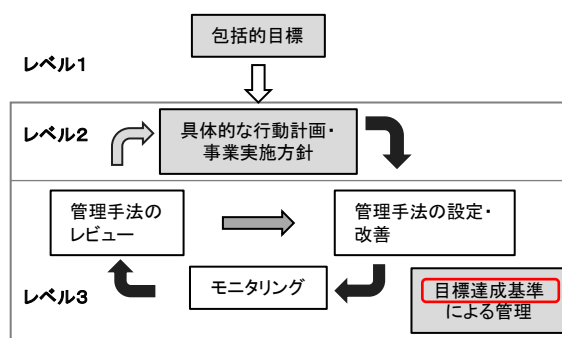 包括的目標
レベル1
レベル2
具体的な行動計画・
事業実施方針
管理手法の
レビュー
管理手法の設定・
改善
モニタリング
レベル3
目標達成基準
による管理